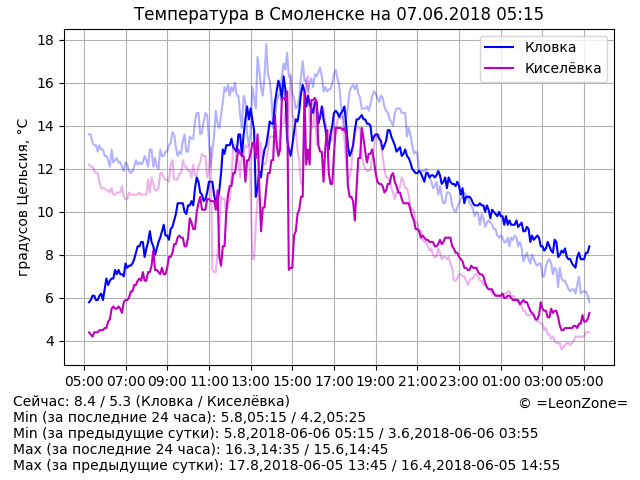 Температура в Смоленске на 07.06.2018 05:15
градусов Цельсия, °C
18
16
14
12
10
8
6
4
Кловка
Киселёвка
05:00 07:00 09:00 11:00 13:00 15:00 17:00 19:00 21:00 23:00 01:00 03:00 05:00
Сейчас: 8.4 / 5.3 (Кловка / Киселёвка)
© =LeonZone=
Min (за последние 24 часа): 5.8,05:15 / 4.2,05:25
Min (за предыдущие сутки): 5.8,2018-06-06 05:15 / 3.6,2018-06-06 03:55
Max (за последние 24 часа): 16.3,14:35 / 15.6,14:45
Max (за предыдущие сутки): 17.8,2018-06-05 13:45 / 16.4,2018-06-05 14:55